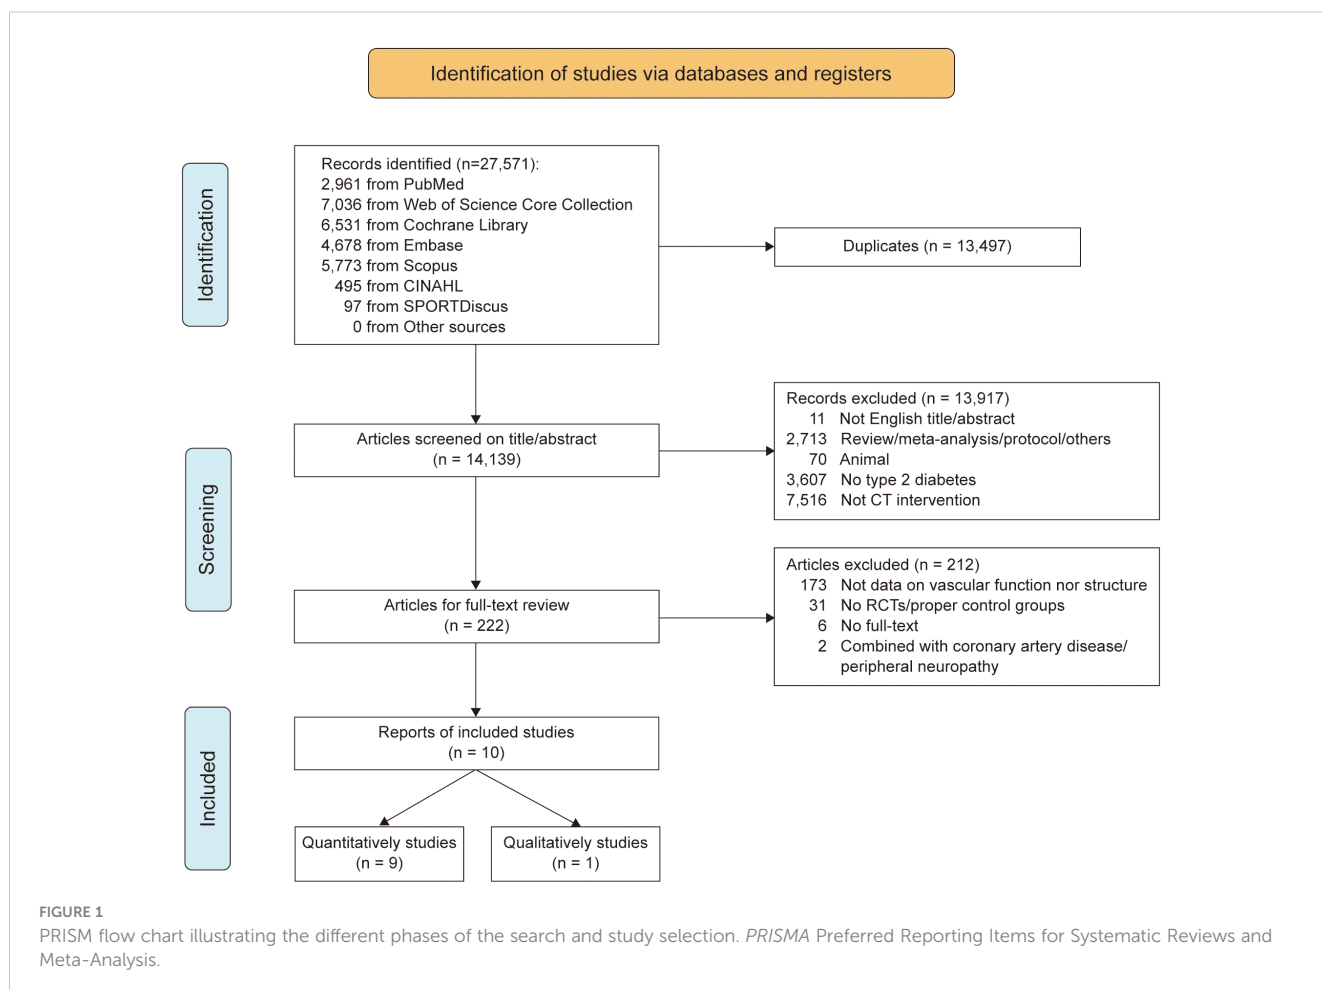 Identification of studies via databases and registers
Identification
Records identified (n=27,571):
2,961 from PubMed
7,036 from Web of Science Core Collection
6,531 from Cochrane Library
4,678 from Embase
5,773 from Scopus
495 from CINAHL
97 from SPORTDiscus
0 from Other sources
Duplicates (n = 13,497)
Screening
Articles screened on title/abstract
(n = 14,139)
Records excluded (n = 13,917)
11 Not English title/abstract
2,713 Review/meta-analysis/protocol/others
70 Animal
3,607 No type 2 diabetes
7,516 Not CT intervention
Articles for full-text review
(n = 222)
Articles excluded (n = 212)
173 Not data on vascular function nor structure
31 No RCTs/proper control groups
6 No full-text
2 Combined with coronary artery disease/
peripheral neuropathy
Included
Reports of included studies
(n = 10)
Quantitatively studies
(n = 9)
Qualitatively studies
(n = 1)
FIGURE 1
PRISM flow chart illustrating the different phases of the search and study selection. PRISMA Preferred Reporting Items for Systematic Reviews and
Meta-Analysis.